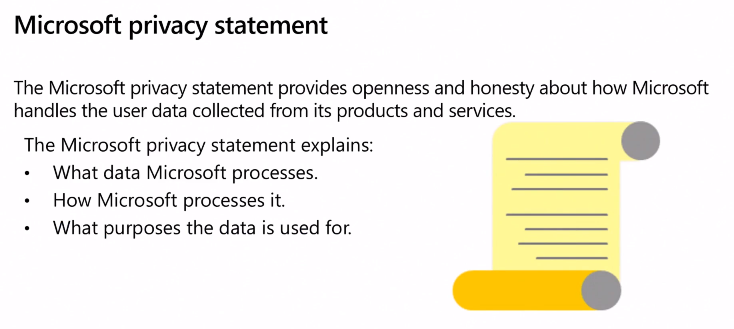 Microsoft privacy statement
The Microsoft privacy statement provides openness and honesty about how Microsoft
handles the user data collected from its products and services.
The Microsoft privacy statement explains:
• What data Microsoft processes.
• How Microsoft processes it.
• What purposes the data is used for.